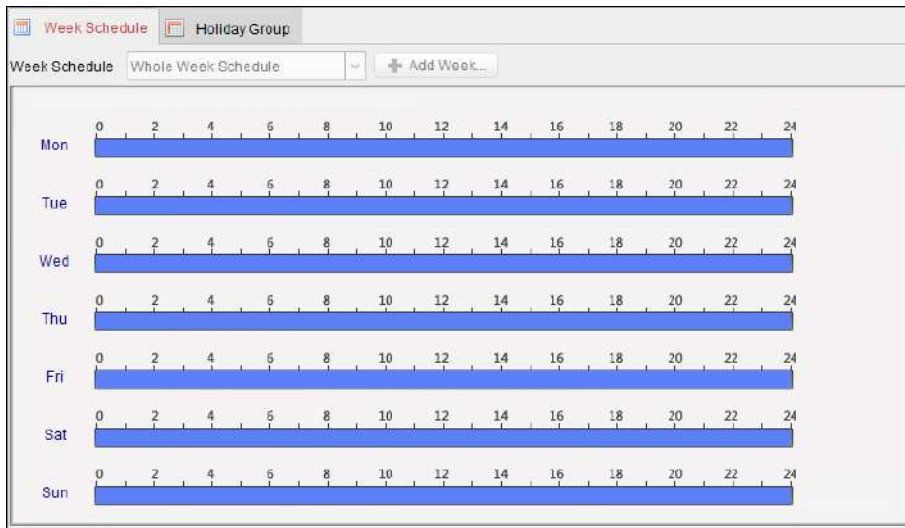 Week Schedule Holiday Group
Week Schedule Whole Week Schedule Add Week...
0 2 4 6 8 10 12 14 16 18 20 22 24
Mon
0 2 4 6 8 10 12 14 16 18 20 22 24
Tue
0 2 4 6 8 10 12 14 16 18 20 22 24
Wed
0 2 4 6 8 10 12 14 16 18 20 22 24
Thu
0 2 4 6 8 10 12 14 16 18 20 22 24
Fri
0 2 4 6 8 10 12 14 16 18 20 22 24
Sat
0 2 4 6 8 10 12 14 16 18 20 22 24
Sun